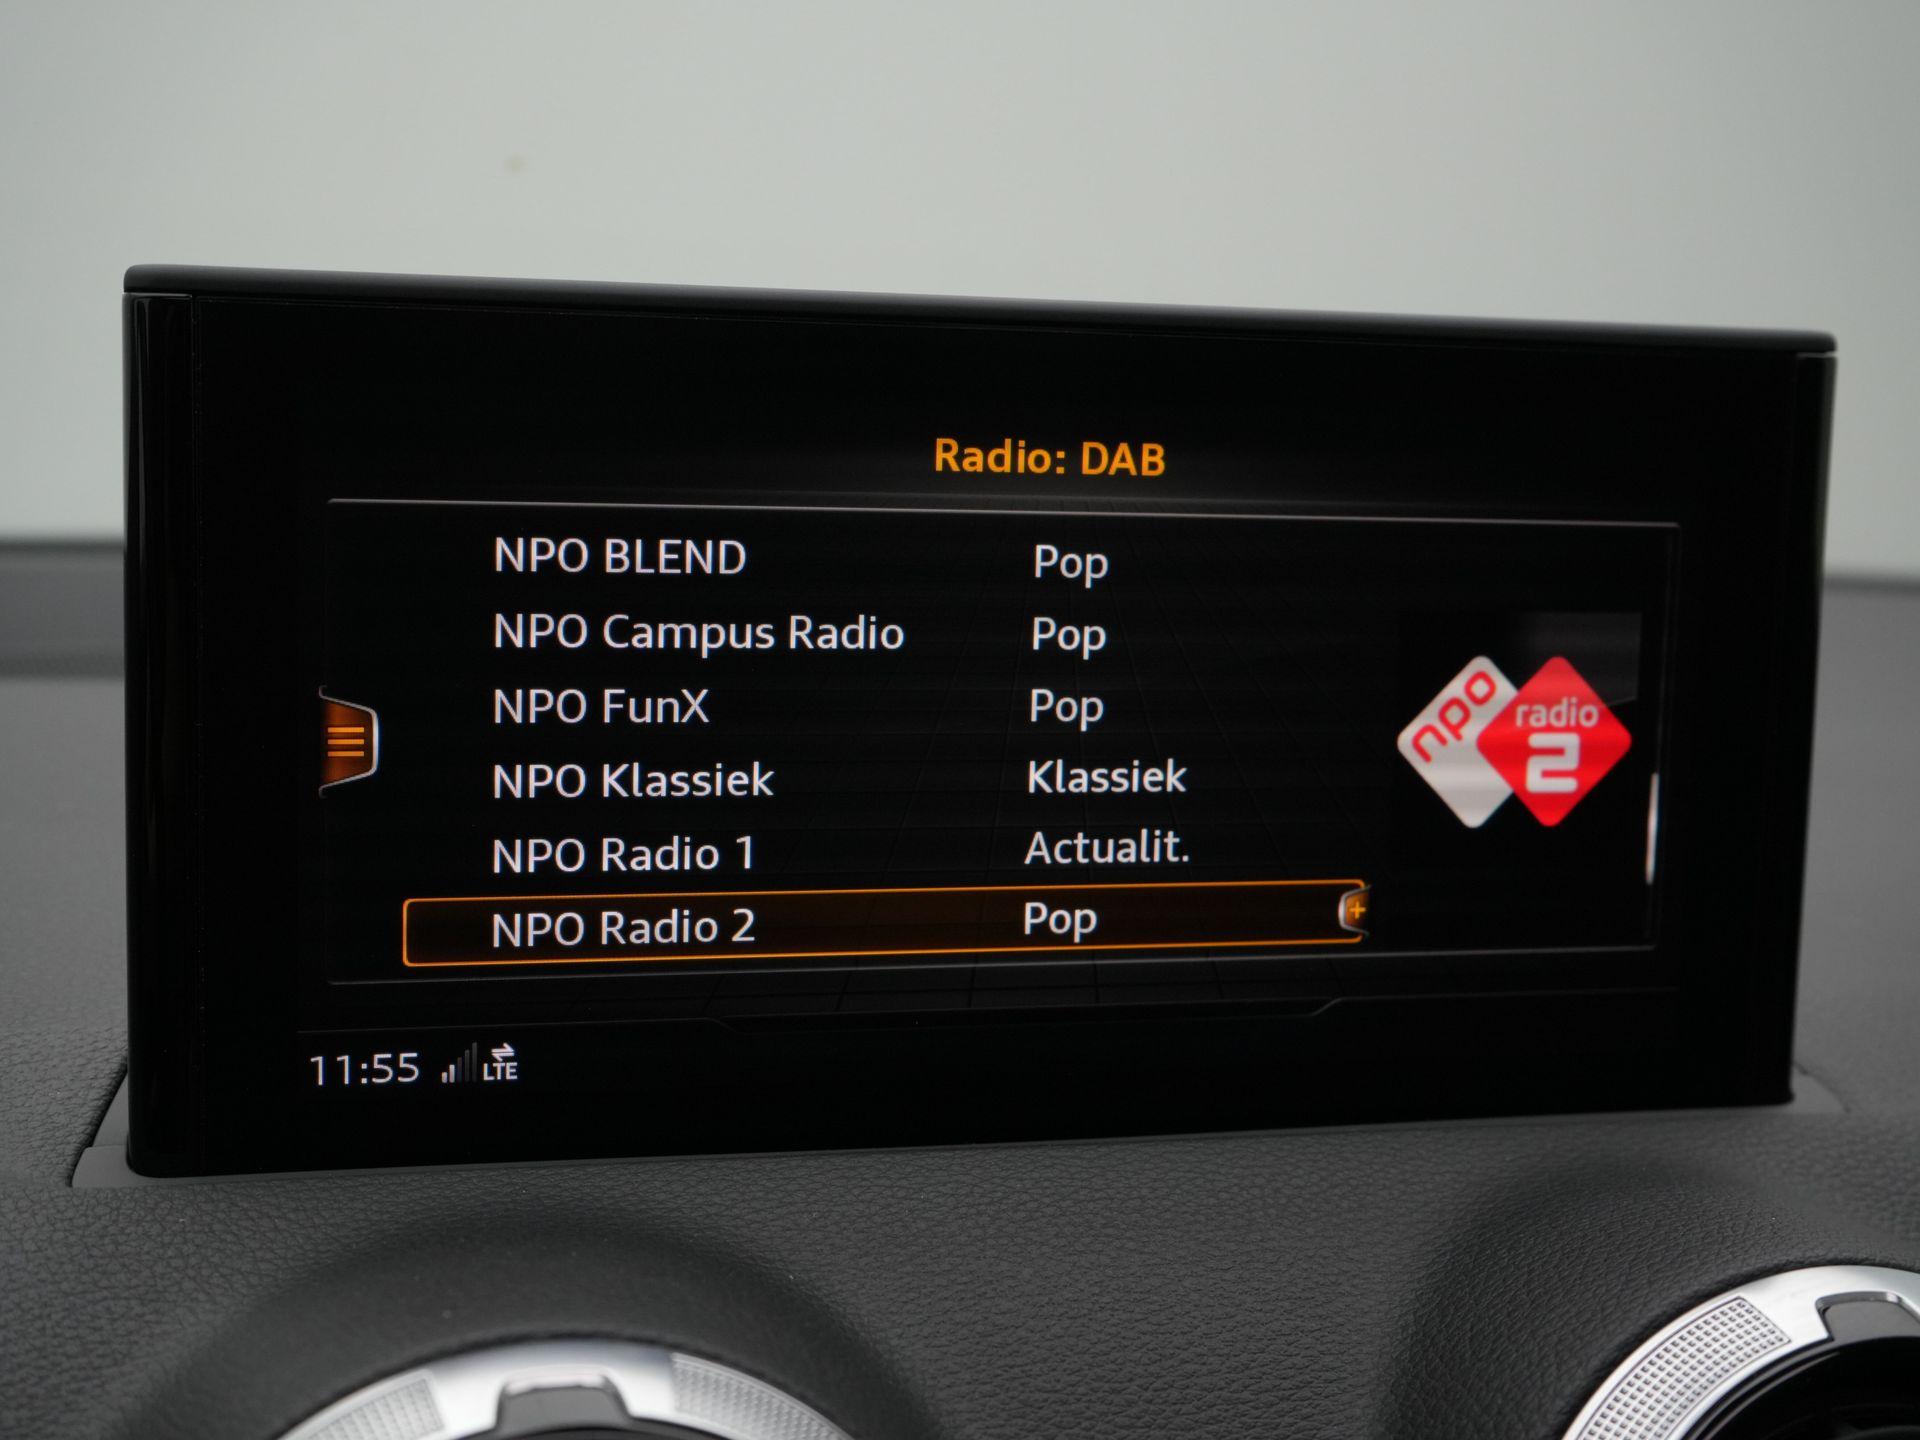 Radio: DAB
NPO BLEND Pop
NPO Campus Radio Pop
NPO FunX Pop
NPO Klassiek Klassiek
NPO Radio 1 Actualit.
NPO Radio 2 Pop
npo radio 2
11:55 LTE